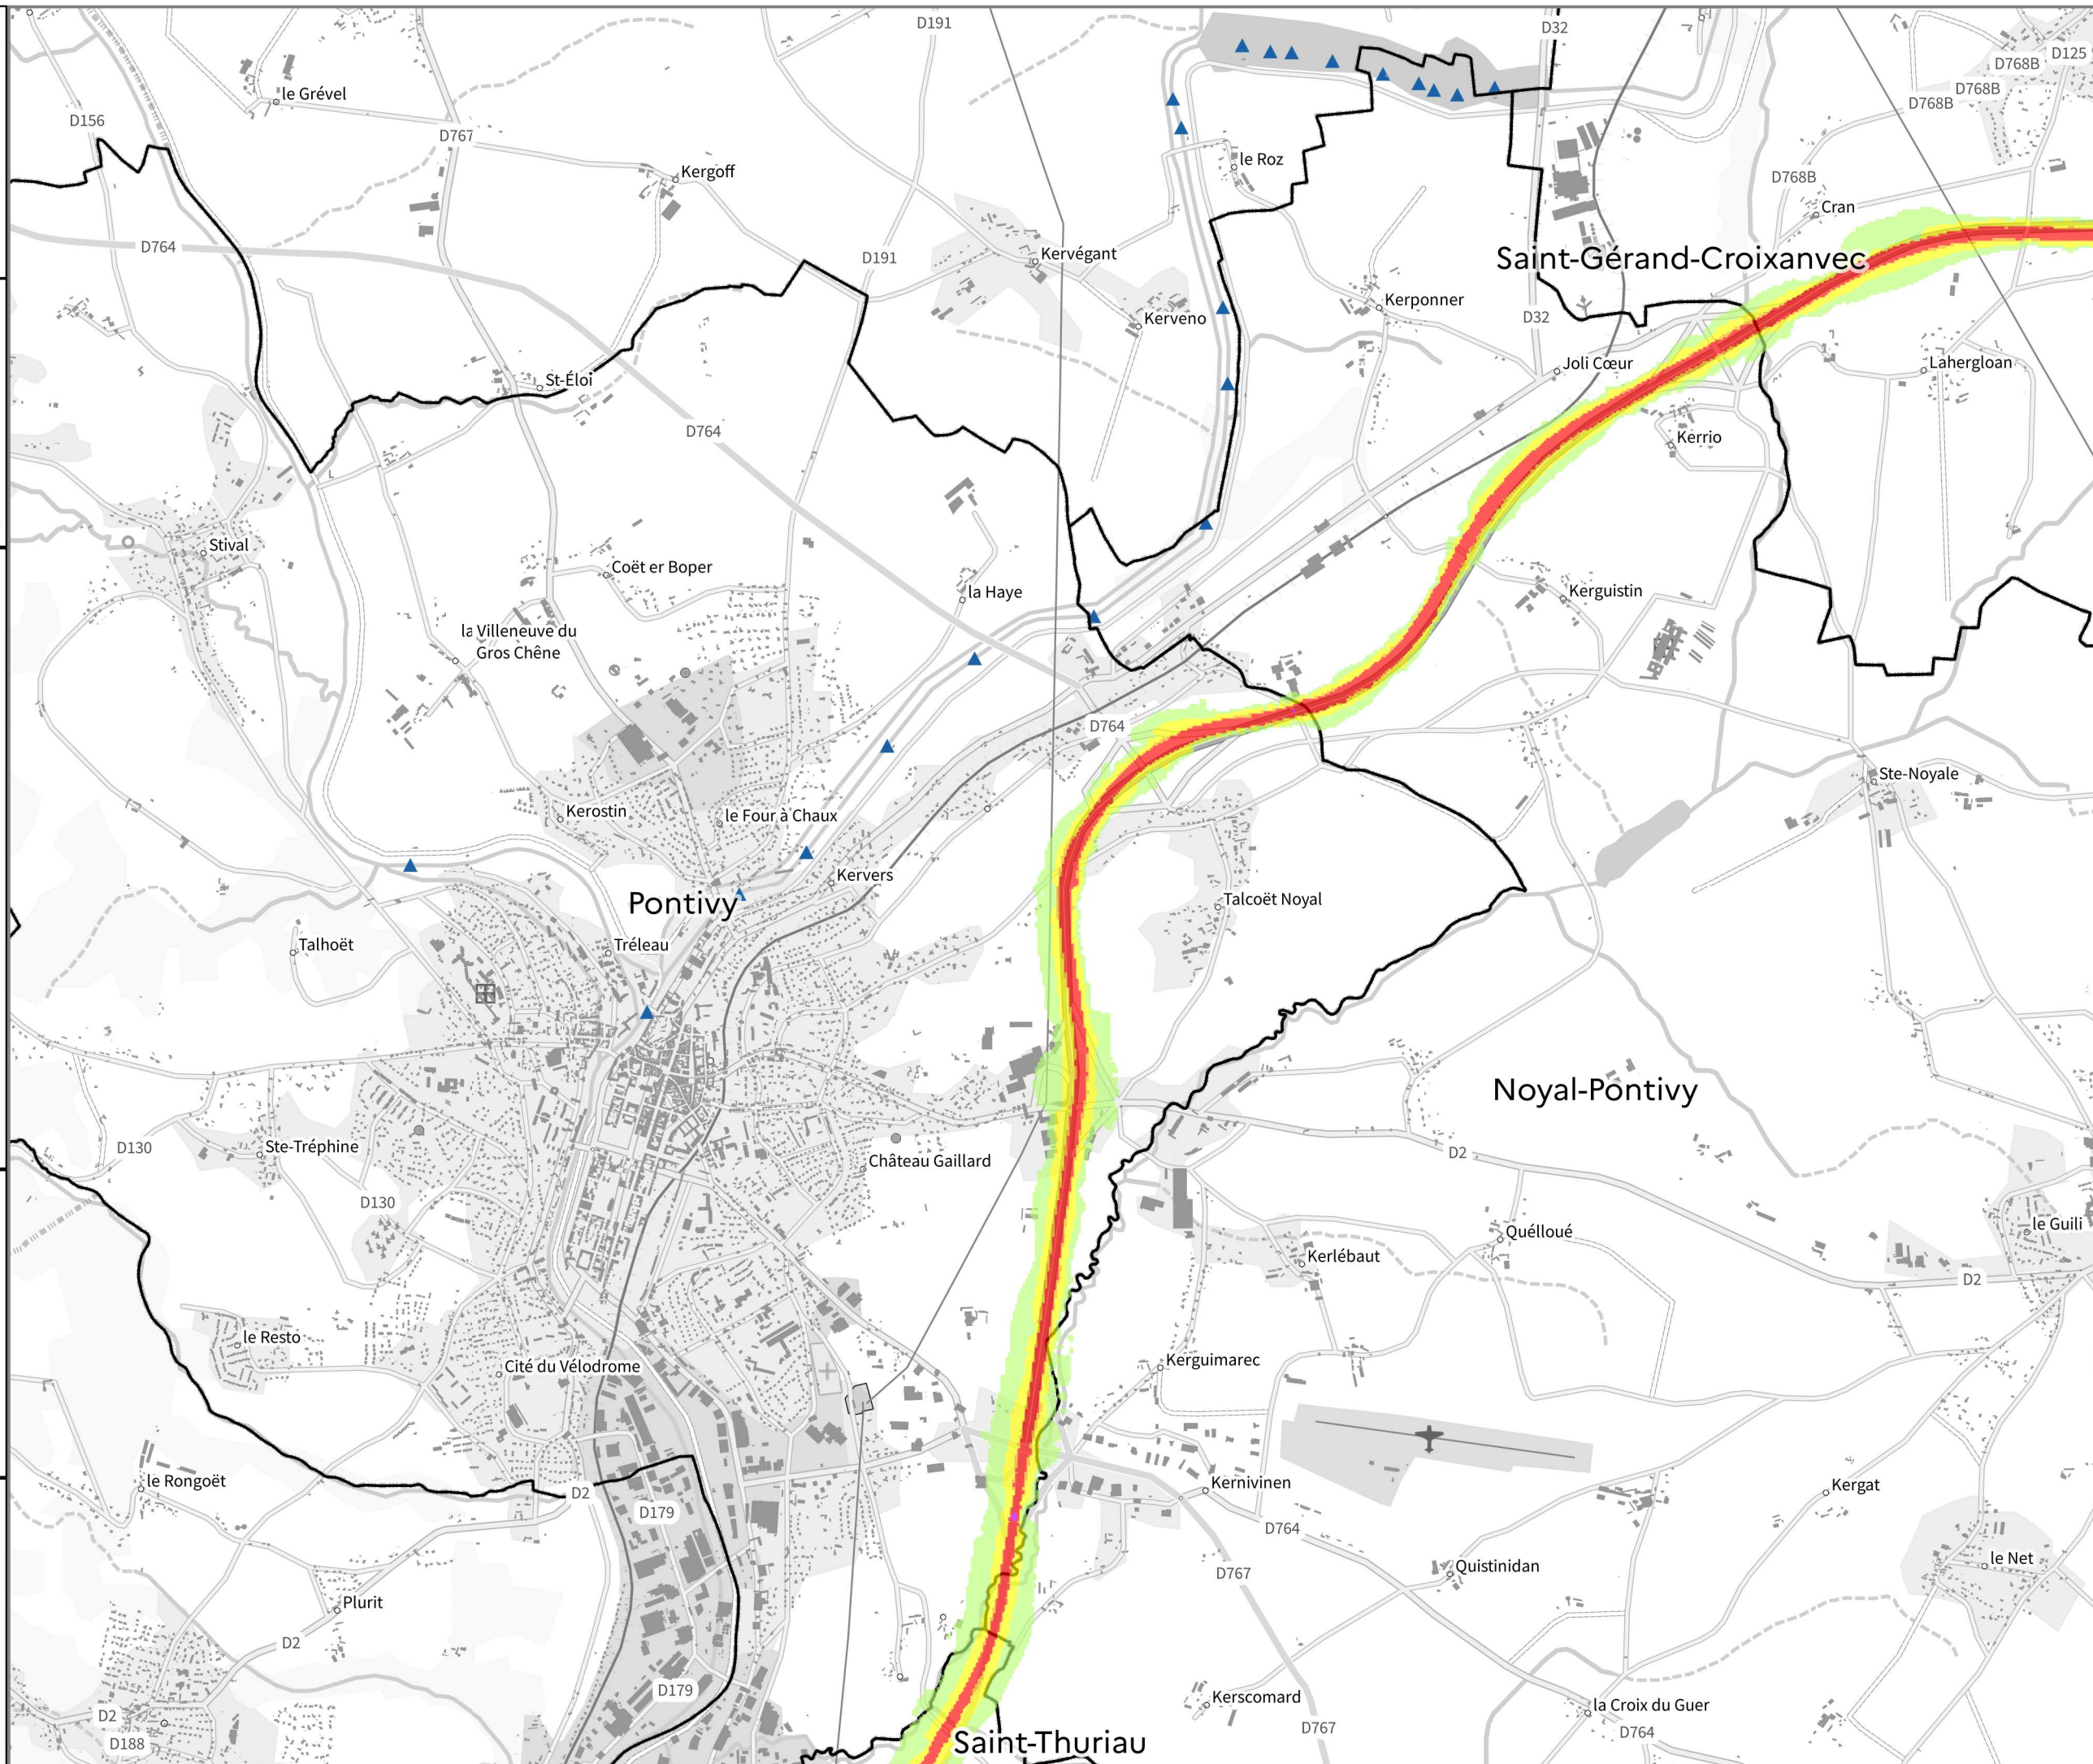 D191
D32
D768B
D125
D768B
D768B
le Grével
D156
D767
Kergoff
le Roz
D768B
Cran
D764
D191
Kervégant
Saint-Gérand-Croixanvec
Kerponner
Kerveno
D32
Joli Cœur
Lahergloan
St-Éloi
D764
Kerrio
Stival
Coët er Boper
la Haye
Kerguistin
la Villeneuve du
Gros Chêne
D764
Ste-Noyale
Kerostin
le Four à Chaux
Kervers
Pontivy
Talcoët Noyal
Talhoët
Tréleau
Noyal-Pontivy
D130
Ste-Tréphine
Château Gaillard
D2
D130
le Guili
Quélloué
Kerlébaut
D2
le Resto
Cité du Vélodrome
Kerguimarec
le Rongoët
D2
Kernivinen
Kergat
D179
D764
le Net
Quistinidan
D767
Plurit
D2
D179
Kerscomard
la Croix du Guer
D2
D767
D764
D188
Saint-Thuriau